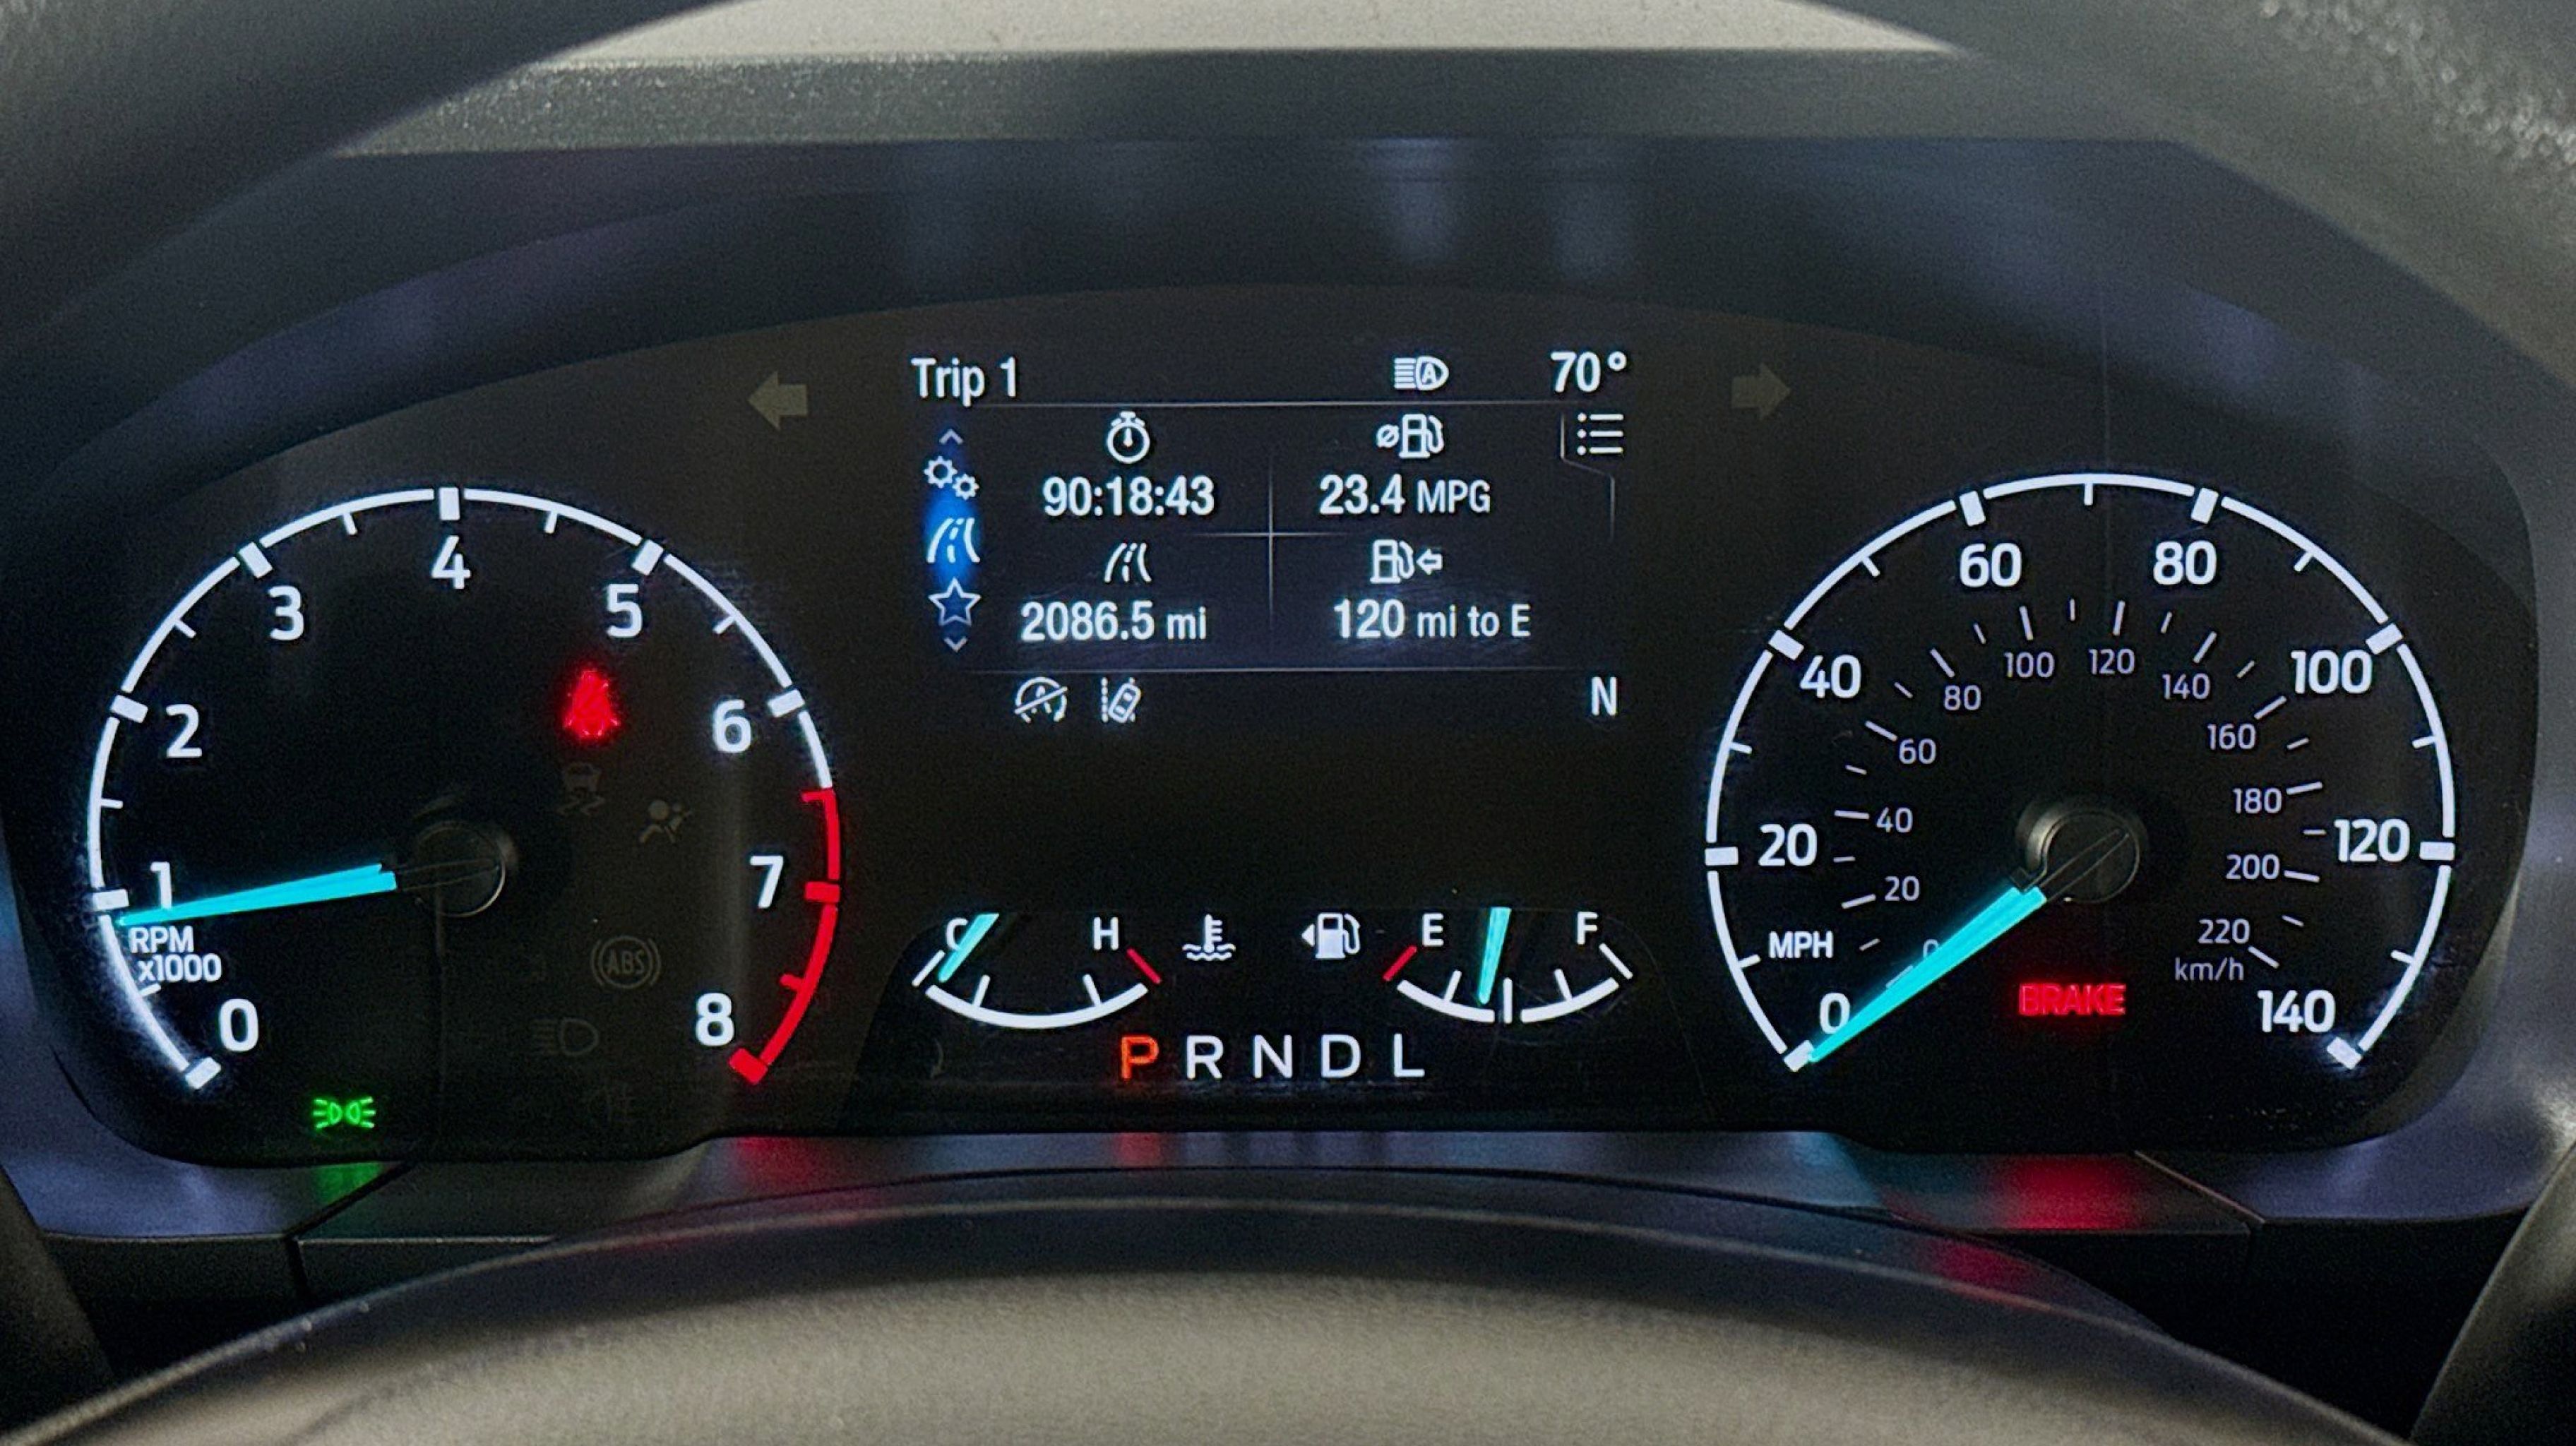 Trip 1 70°
90:18:43 23.4 MPG
2086.5 mi 120 mi to E
N
0 1 2 3 4 5 6 7 8
RPM
x1000
ABS
C H E F
P R N D L
0 20 40 60 80 100 120 140
MPH
0 20 40 60 80 100 120 140 160 180 200 220
km/h
BRAKE